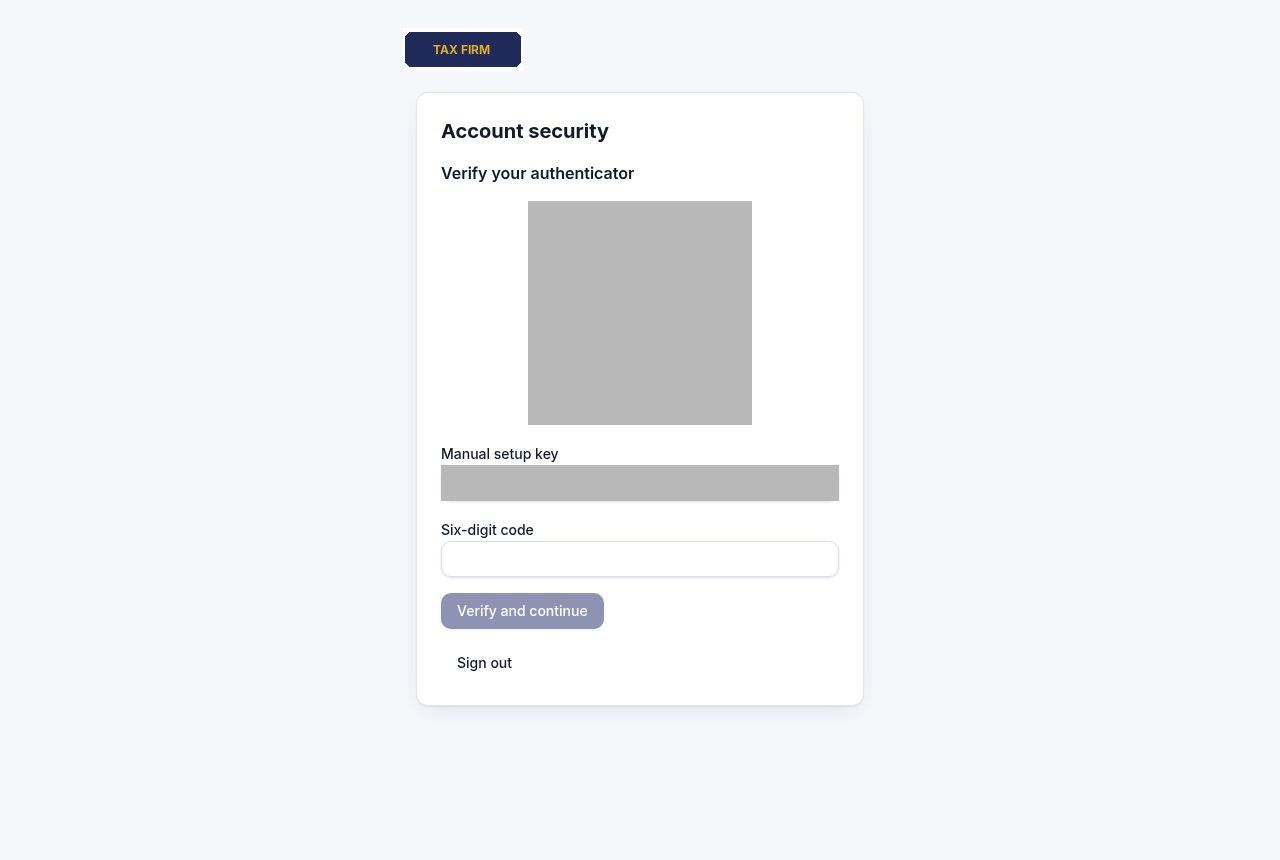 TAX FIRM
Account security
Verify your authenticator
Manual setup key
Six-digit code
Verify and continue
Sign out